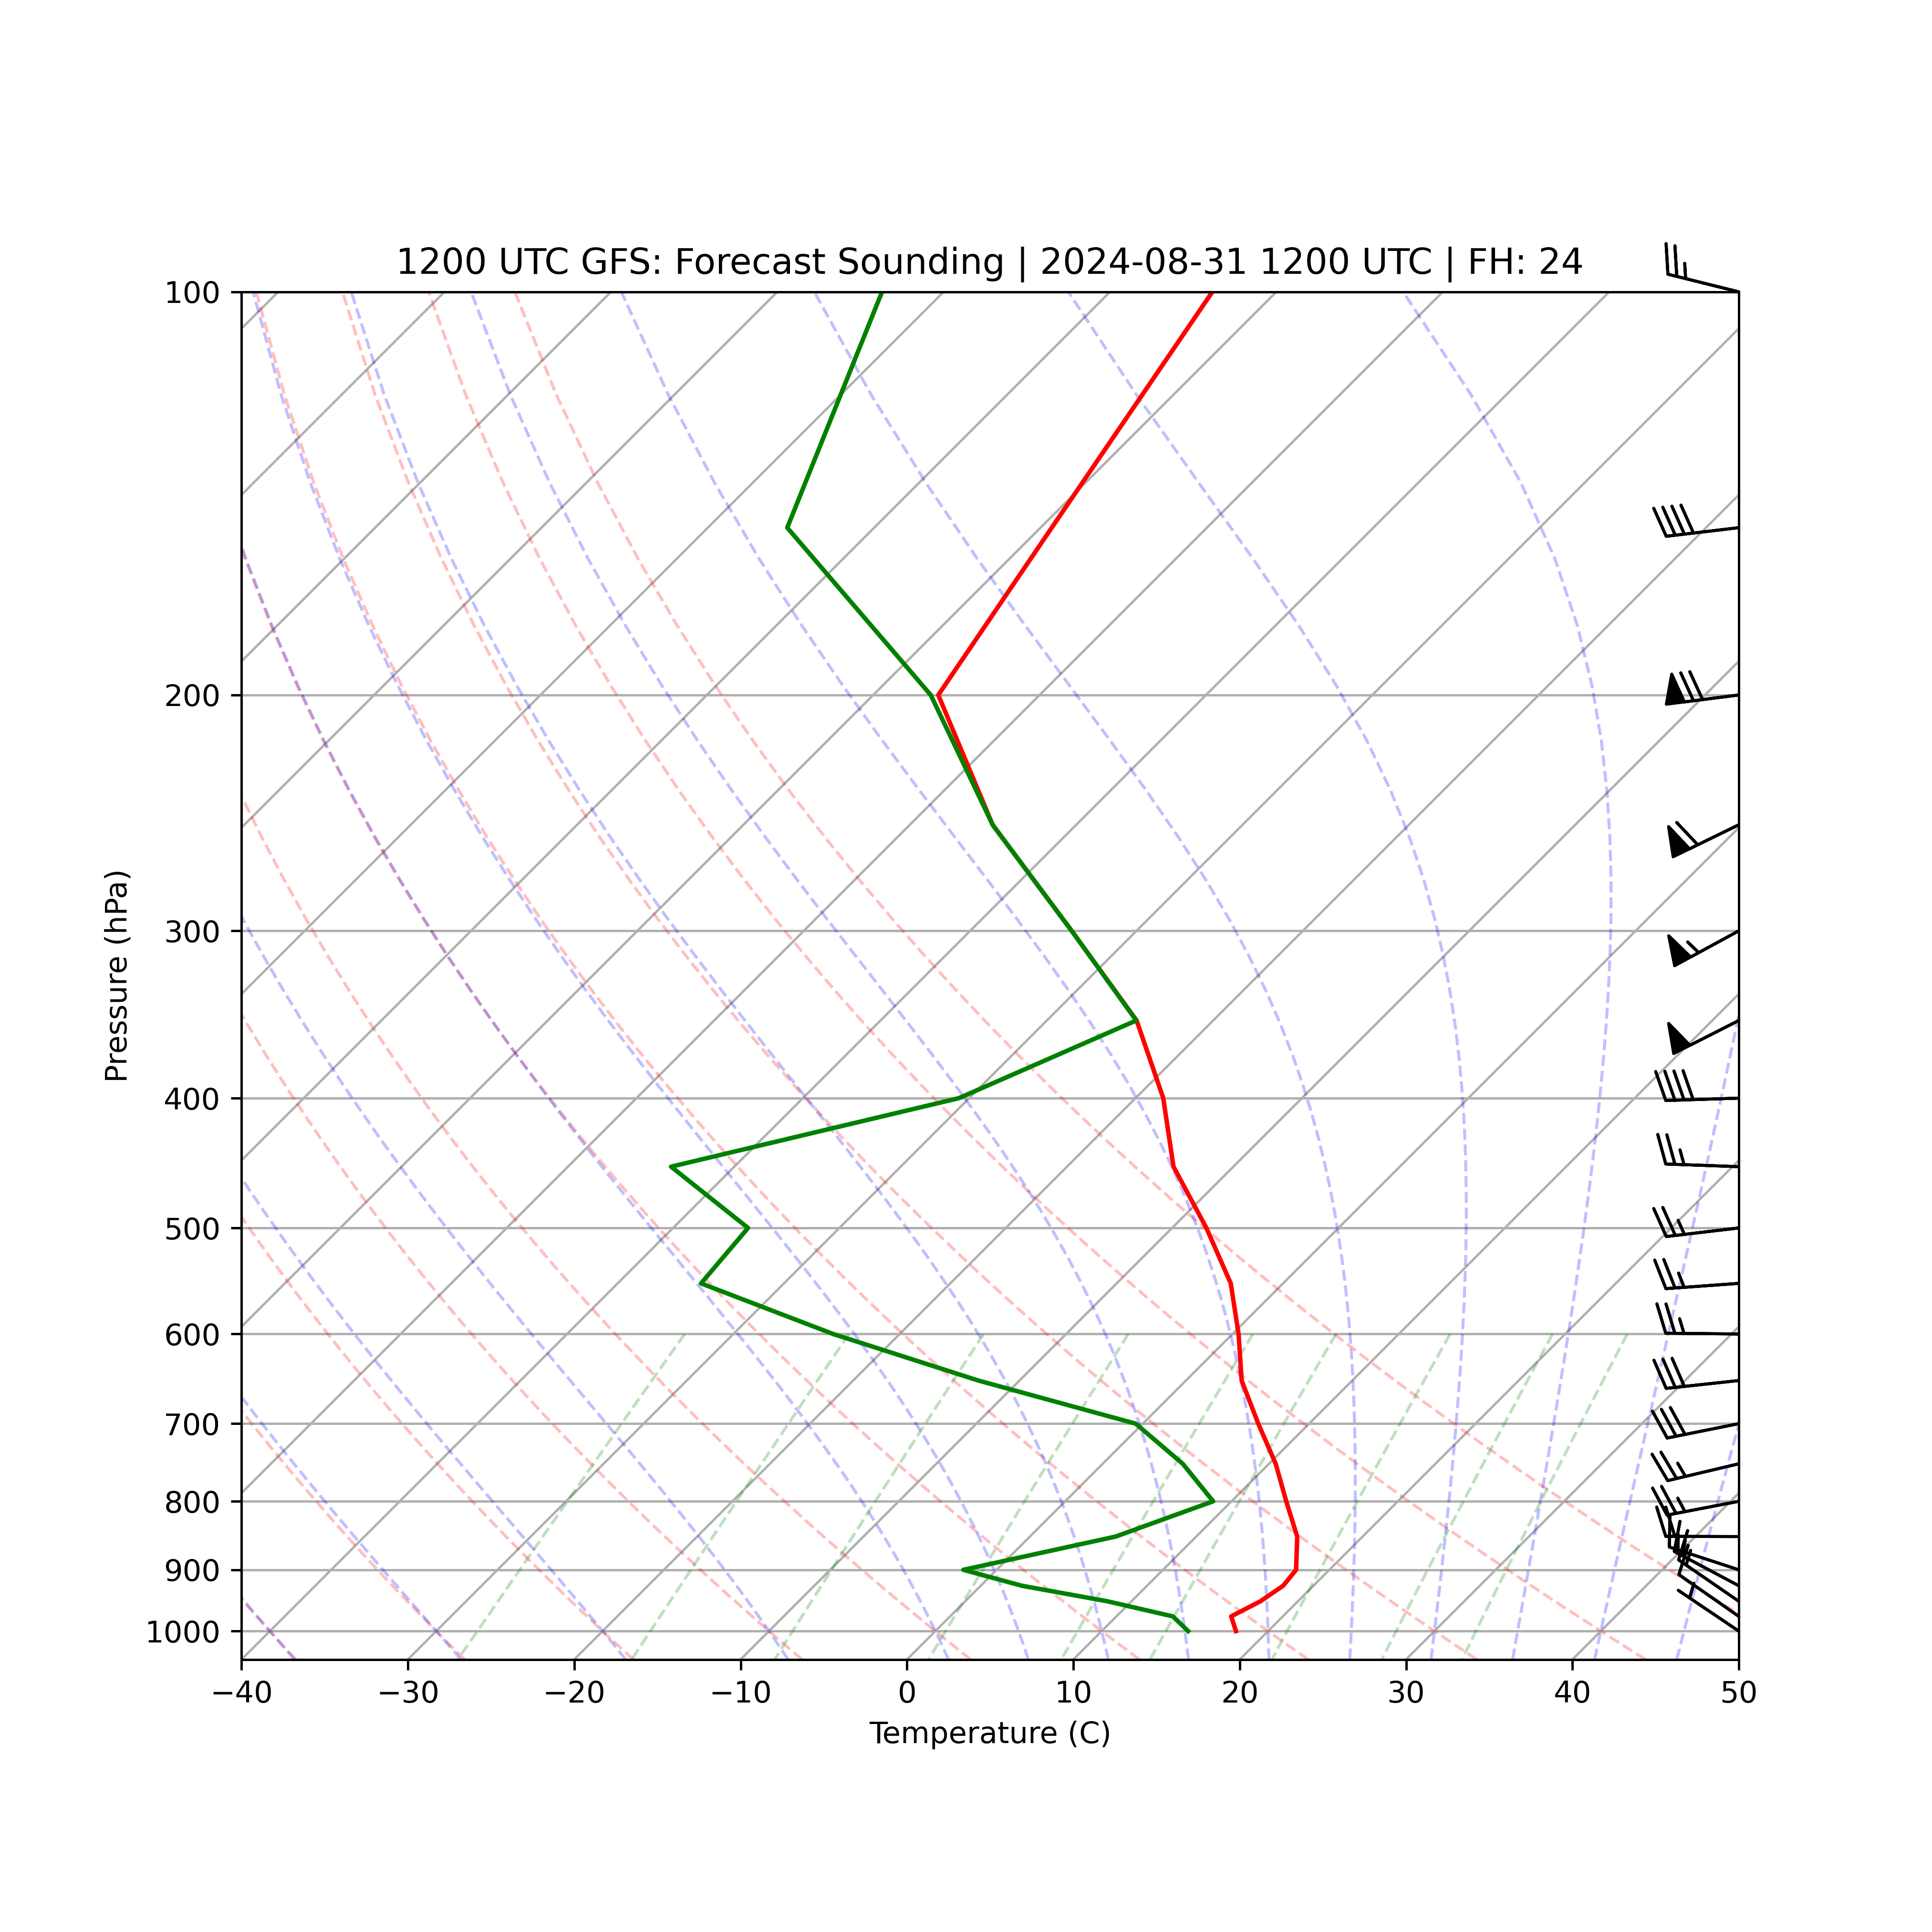 1200 UTC GFS: Forecast Sounding | 2024-08-31 1200 UTC | FH: 24
100
200
300
400
500
600
700
800
900
1000
Pressure (hPa)
−40 −30 −20 −10 0 10 20 30 40 50
Temperature (C)